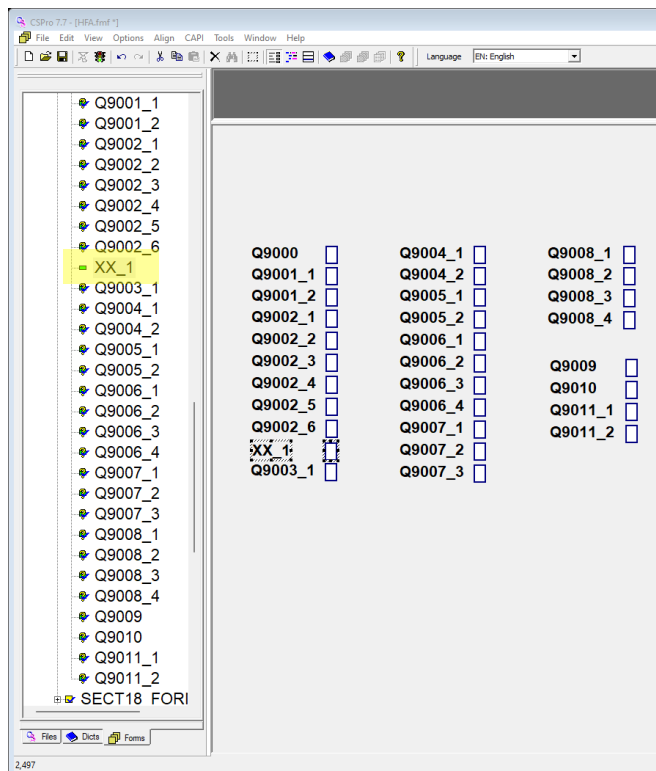 CSPro 7.7 - [HFA.fmf *]
File Edit View Options Align CAPI Tools Window Help
Language EN: English
Q9001_1
Q9001_2
Q9002_1
Q9002_2
Q9002_3
Q9002_4
Q9002_5
Q9002_6
XX_1
Q9003_1
Q9004_1
Q9004_2
Q9005_1
Q9005_2
Q9006_1
Q9006_2
Q9006_3
Q9006_4
Q9007_1
Q9007_2
Q9007_3
Q9008_1
Q9008_2
Q9008_3
Q9008_4
Q9009
Q9010
Q9011_1
Q9011_2
SECT18_FORI
Files Dicts Forms
2,497
Q9000
Q9001_1
Q9001_2
Q9002_1
Q9002_2
Q9002_3
Q9002_4
Q9002_5
Q9002_6
XX_1
Q9003_1
Q9004_1
Q9004_2
Q9005_1
Q9005_2
Q9006_1
Q9006_2
Q9006_3
Q9006_4
Q9007_1
Q9007_2
Q9007_3
Q9008_1
Q9008_2
Q9008_3
Q9008_4
Q9009
Q9010
Q9011_1
Q9011_2